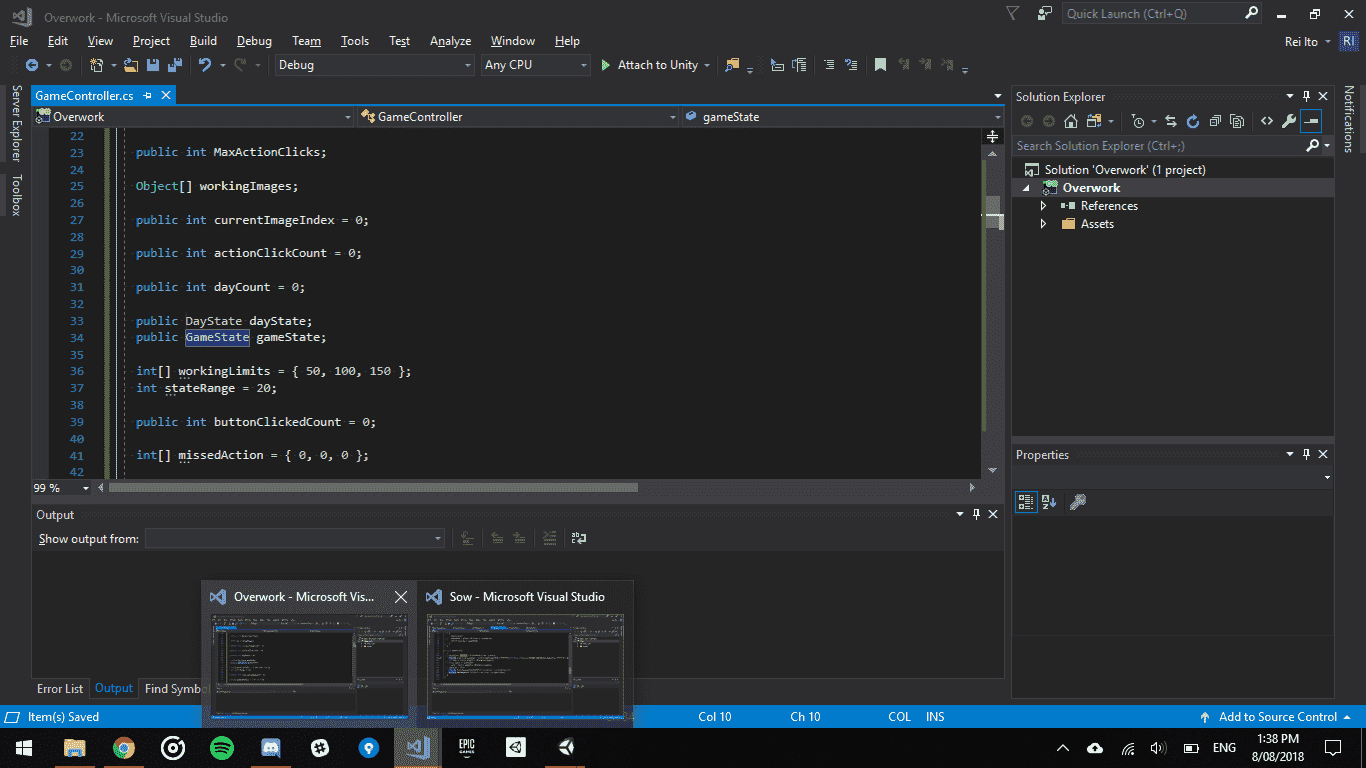 Overwork - Microsoft Visual Studio
Quick Launch (Ctrl+Q)
File Edit View Project Build Debug Team Tools Test Analyze Window Help
Rei Ito RI
Debug Any CPU Attach to Unity
Server Explorer
Toolbox
GameController.cs
Overwork GameController gameState
22
23 public int MaxActionClicks;
24
25 Object[] workingImages;
26
27 public int currentImageIndex = 0;
28
29 public int actionClickCount = 0;
30
31 public int dayCount = 0;
32
33 public DayState dayState;
34 public GameState gameState;
35
36 int[] workingLimits = { 50, 100, 150 };
37 int stateRange = 20;
38
39 public int buttonClickedCount = 0;
40
41 int[] missedAction = { 0, 0, 0 };
42
99 %
Solution Explorer
Search Solution Explorer (Ctrl+;)
Solution 'Overwork' (1 project)
Overwork
References
Assets
Notifications
Properties
Output
Show output from:
Overwork - Microsoft Vis...
Sow - Microsoft Visual Studio
Error List Output Find Symbo
Item(s) Saved Col 10 Ch 10 COL INS Add to Source Control
EPIC GAMES
ENG
1:38 PM
8/08/2018